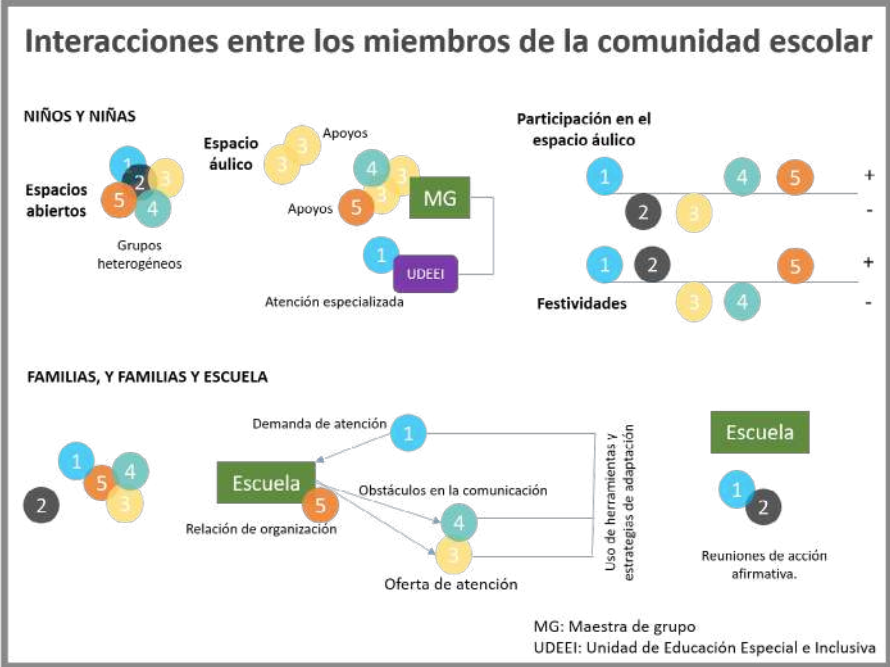 Interacciones entre los miembros de la comunidad escolar
NIÑOS Y NIÑAS
Espacios
abiertos
1
2
3
5
4
Grupos
heterogéneos
Espacio
áulico
3
3
Apoyos
4
3
3
Apoyos
5
MG
1
UDEEI
Atención especializada
Participación en el
espacio áulico
1
4
5
+
2
3
-
1
2
5
+
Festividades
3
4
-
FAMILIAS, Y FAMILIAS Y ESCUELA
1
5
4
2
3
Demanda de atención
1
Escuela
5
Obstáculos en la comunicación
4
Relación de organización
3
Oferta de atención
Uso de herramientas y
estrategias de adaptación
Escuela
1
2
Reuniones de acción
afirmativa.
MG: Maestra de grupo
UDEEI: Unidad de Educación Especial e Inclusiva